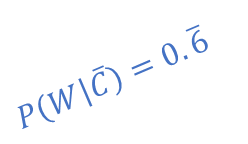 P(W|C̄) = 0.6̄